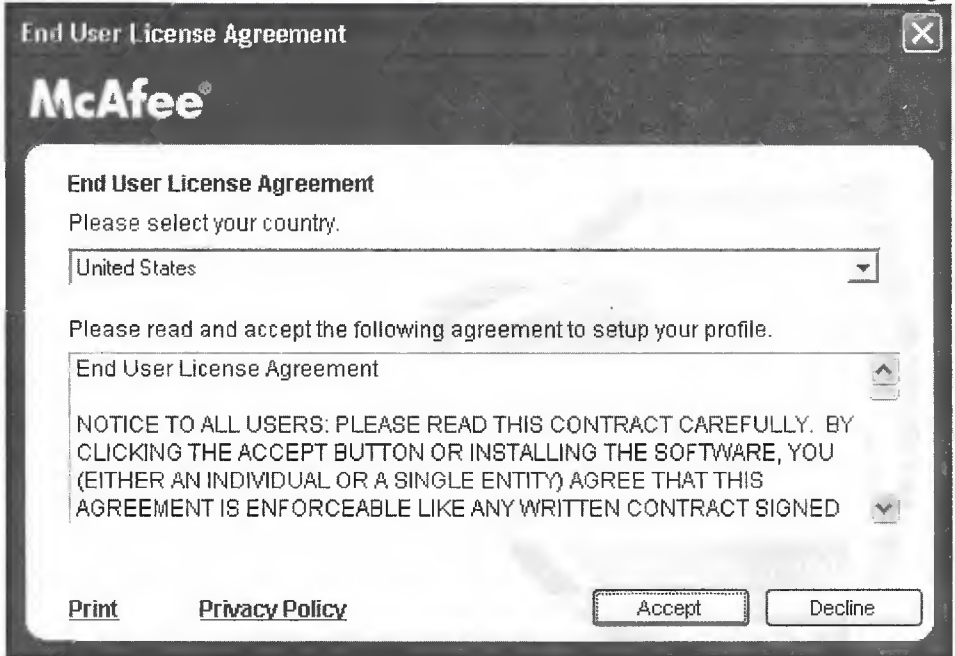 End User License Agreement
McAfee®
End User License Agreement
Please select your country.
United States
Please read and accept the following agreement to setup your profile.
End User License Agreement
NOTICE TO ALL USERS: PLEASE READ THIS CONTRACT CAREFULLY. BY
CLICKING THE ACCEPT BUTTON OR INSTALLING THE SOFTWARE, YOU
(EITHER AN INDIVIDUAL OR A SINGLE ENTITY) AGREE THAT THIS
AGREEMENT IS ENFORCEABLE LIKE ANY WRITTEN CONTRACT SIGNED
Print Privacy Policy Accept Decline